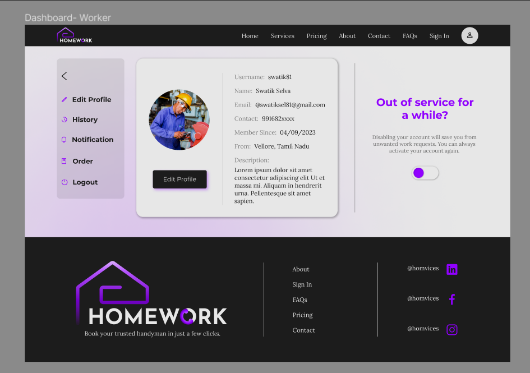 Dashboard- Worker
HOMEWORK
Home Services Pricing About Contact FAQs Sign In
Edit Profile
History
Notification
Order
Logout
Edit Profile
Username: swatik81
Name: Swatik Selva
Email: @swatiksel81@gmail.com
Contact: 991682xxxx
Member Since: 04/09/2023
From: Vellore, Tamil Nadu
Description:
Lorem ipsum dolor sit amet
consectetur adipiscing elit Ut et
massa mi. Aliquam in hendrerit
urna. Pellentesque sit amet
sapien.
Out of service for
a while?
Disabling your account will save you from
unwanted work requests. You can always
activate your account again.
HOMEWORK
Book your trusted handyman in just a few clicks.
About
Sign In
FAQs
Pricing
Contact
@homvices
@homvices
@homvices